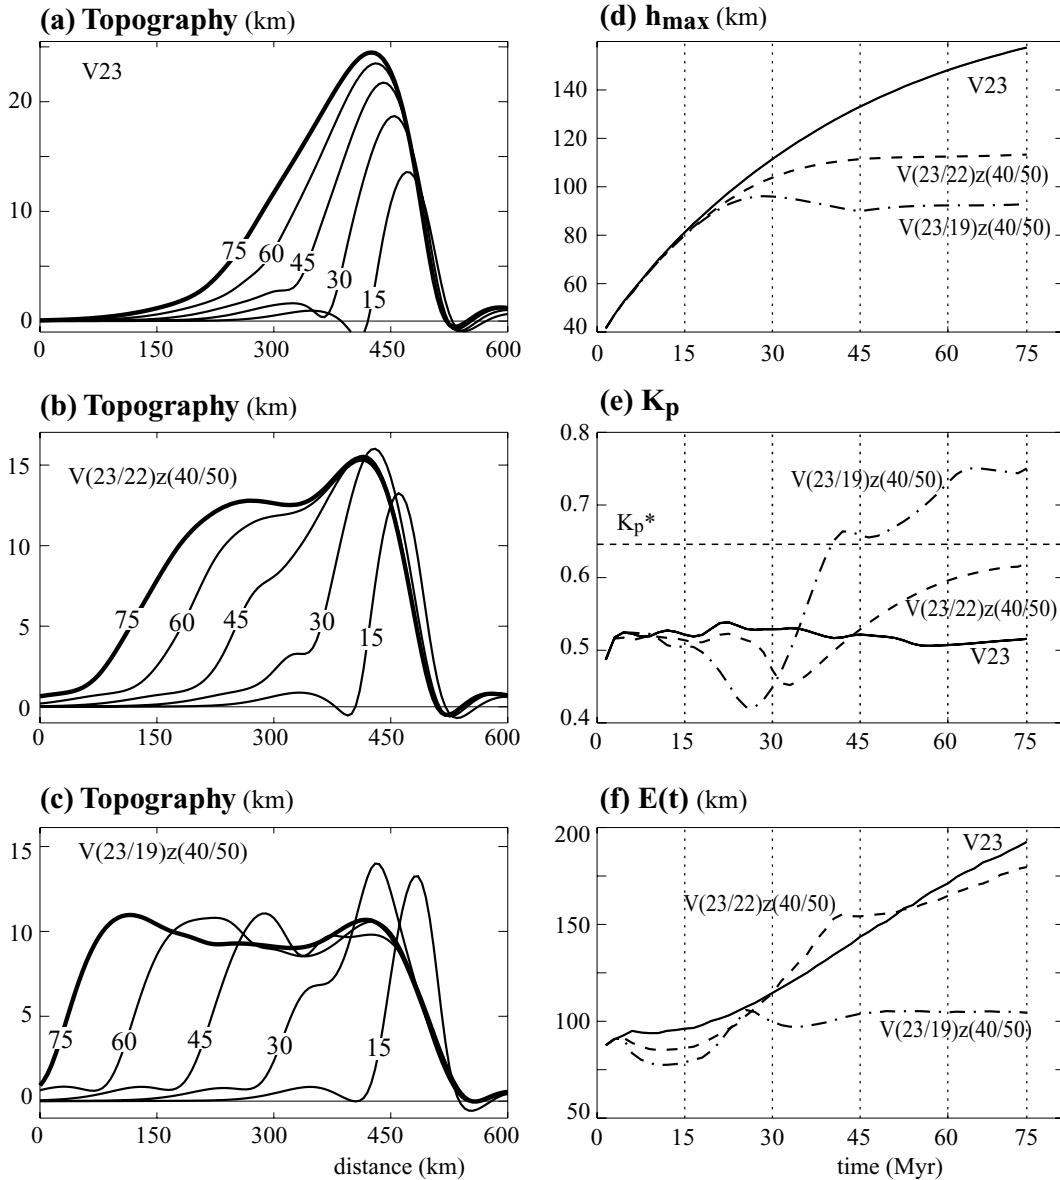 (a) Topography (km)
V23
20
10
0
75
60
45
30
15
0 150 300 450 600
(b) Topography (km)
V(23/22)z(40/50)
15
10
5
0
75
60
45
30
15
0 150 300 450 600
(c) Topography (km)
V(23/19)z(40/50)
15
10
5
0
75
60
45
30
15
0 150 300 450 600
distance (km)
(d) hmax (km)
140
120
100
80
60
40
V23
V(23/22)z(40/50)
V(23/19)z(40/50)
0 15 30 45 60 75
(e) Kp
0.8
0.7
0.6
0.5
0.4
V(23/19)z(40/50)
Kp*
V(23/22)z(40/50)
V23
0 15 30 45 60 75
(f) E(t) (km)
200
150
100
50
V23
V(23/22)z(40/50)
V(23/19)z(40/50)
0 15 30 45 60 75
time (Myr)